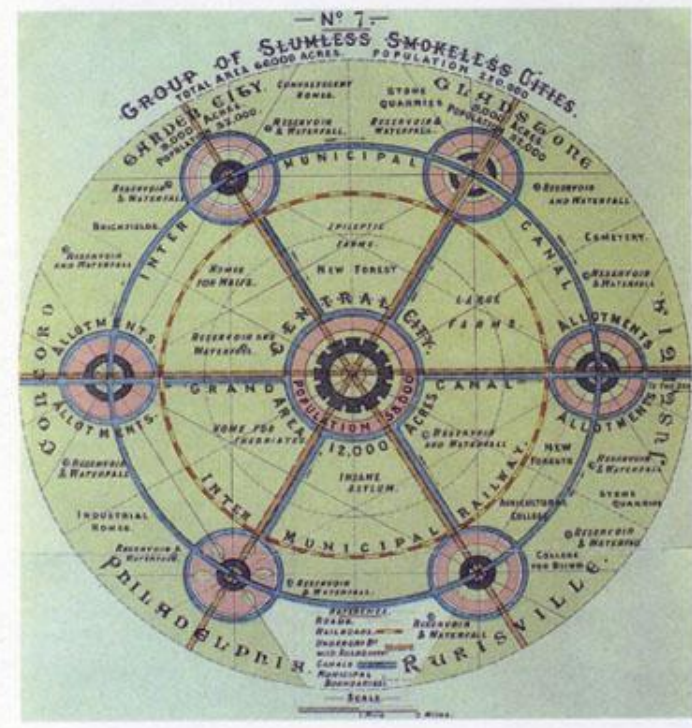 Nº 7.
GROUP OF SLUMLESS SMOKELESS CITIES.
TOTAL AREA 66000 ACRES. POPULATION 250,000
GARDEN CITY.
9,000 ACRES
POPULATION 32,000
CONVALESCENT
HOMES.
STONE
QUARRIES
GLADSTONE
9,000 ACRES
POPULATION 32,000
RESERVOIR
& WATERFALL
RESERVOIR &
WATERFALL
INTER MUNICIPAL CANAL
RESERVOIR
& WATERFALL
RESERVOIR
AND WATERFALL
BRICKFIELDS.
EPILEPTIC
FARMS.
CEMETERY.
RESERVOIR
AND WATERFALL
HOMES
FOR WAIFS.
NEW FOREST
RESERVOIR
& WATERFALL
LARGE
FARMS
CONCORD
ALLOTMENTS
RESERVOIR AND
WATERFALL
CENTRAL CITY.
ALLOTMENTS
JUSTITIA
GRAND CANAL
POPULATION 58,000
AREA 12,000 ACRES
ALLOTMENTS.
ALLOTMENTS
HOME FOR
INEBRIATES.
RESERVOIR
AND WATERFALL
NEW
FORESTS
RESERVOIR
& WATERFALL
INSANE
ASYLUM.
RESERVOIR
& WATERFALL
INTER MUNICIPAL RAILWAY.
AGRICULTURAL
COLLEGE
STONE
QUARRIES
INDUSTRIAL
HOMES.
RESERVOIR
& WATERFALL
RESERVOIR &
WATERFALL
COLLEGE
FOR BLIND.
RESERVOIR
& WATERFALL.
PHILADELPHIA.
RURISVILLE.
REFERENCE.
ROADS.
RAILROADS.
RESERVOIR
& WATERFALL
CANALS
MUNICIPAL
BOUNDARIES.
SCALE